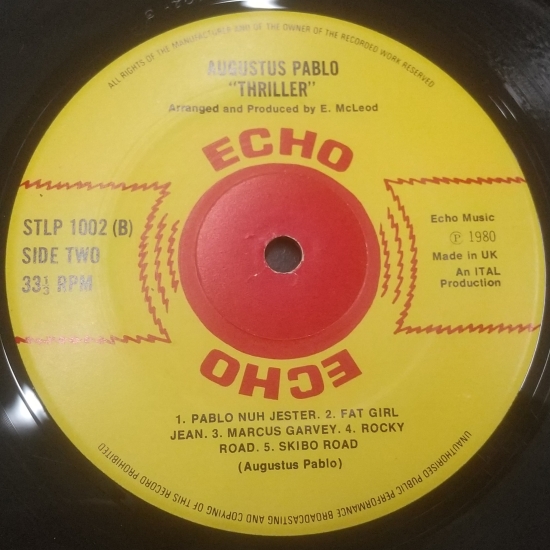 ALL RIGHTS OF THE MANUFACTURER AND OF THE OWNER OF THE RECORDED WORK RESERVED
AUGUSTUS PABLO
"THRILLER"
Arranged and Produced by E. McLeod
ECHO
STLP 1002 (B)
SIDE TWO
33⅓ RPM
Echo Music
℗ 1980
Made in UK
An ITAL
Production
ECHO
1. PABLO NUH JESTER. 2. FAT GIRL
JEAN. 3. MARCUS GARVEY. 4. ROCKY
ROAD. 5. SKIBO ROAD
(Augustus Pablo)
UNAUTHORISED PUBLIC PERFORMANCE BROADCASTING AND COPYING OF THIS RECORD PROHIBITED